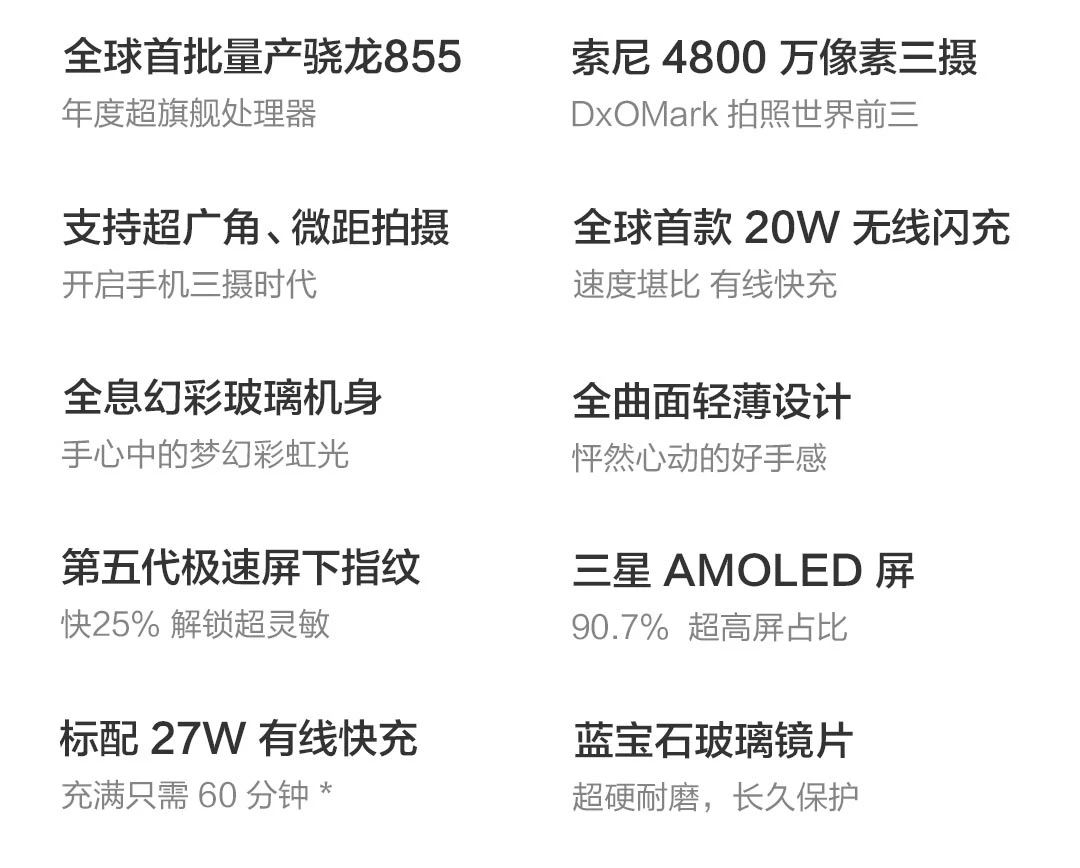 全球首批量产骁龙855
年度超旗舰处理器
索尼 4800 万像素三摄
DxOMark 拍照世界前三
支持超广角、微距拍摄
开启手机三摄时代
全球首款 20W 无线闪充
速度堪比 有线快充
全息幻彩玻璃机身
手心中的梦幻彩虹光
全曲面轻薄设计
怦然心动的好手感
第五代极速屏下指纹
快25% 解锁超灵敏
三星 AMOLED 屏
90.7% 超高屏占比
标配 27W 有线快充
充满只需 60 分钟 *
蓝宝石玻璃镜片
超硬耐磨，长久保护